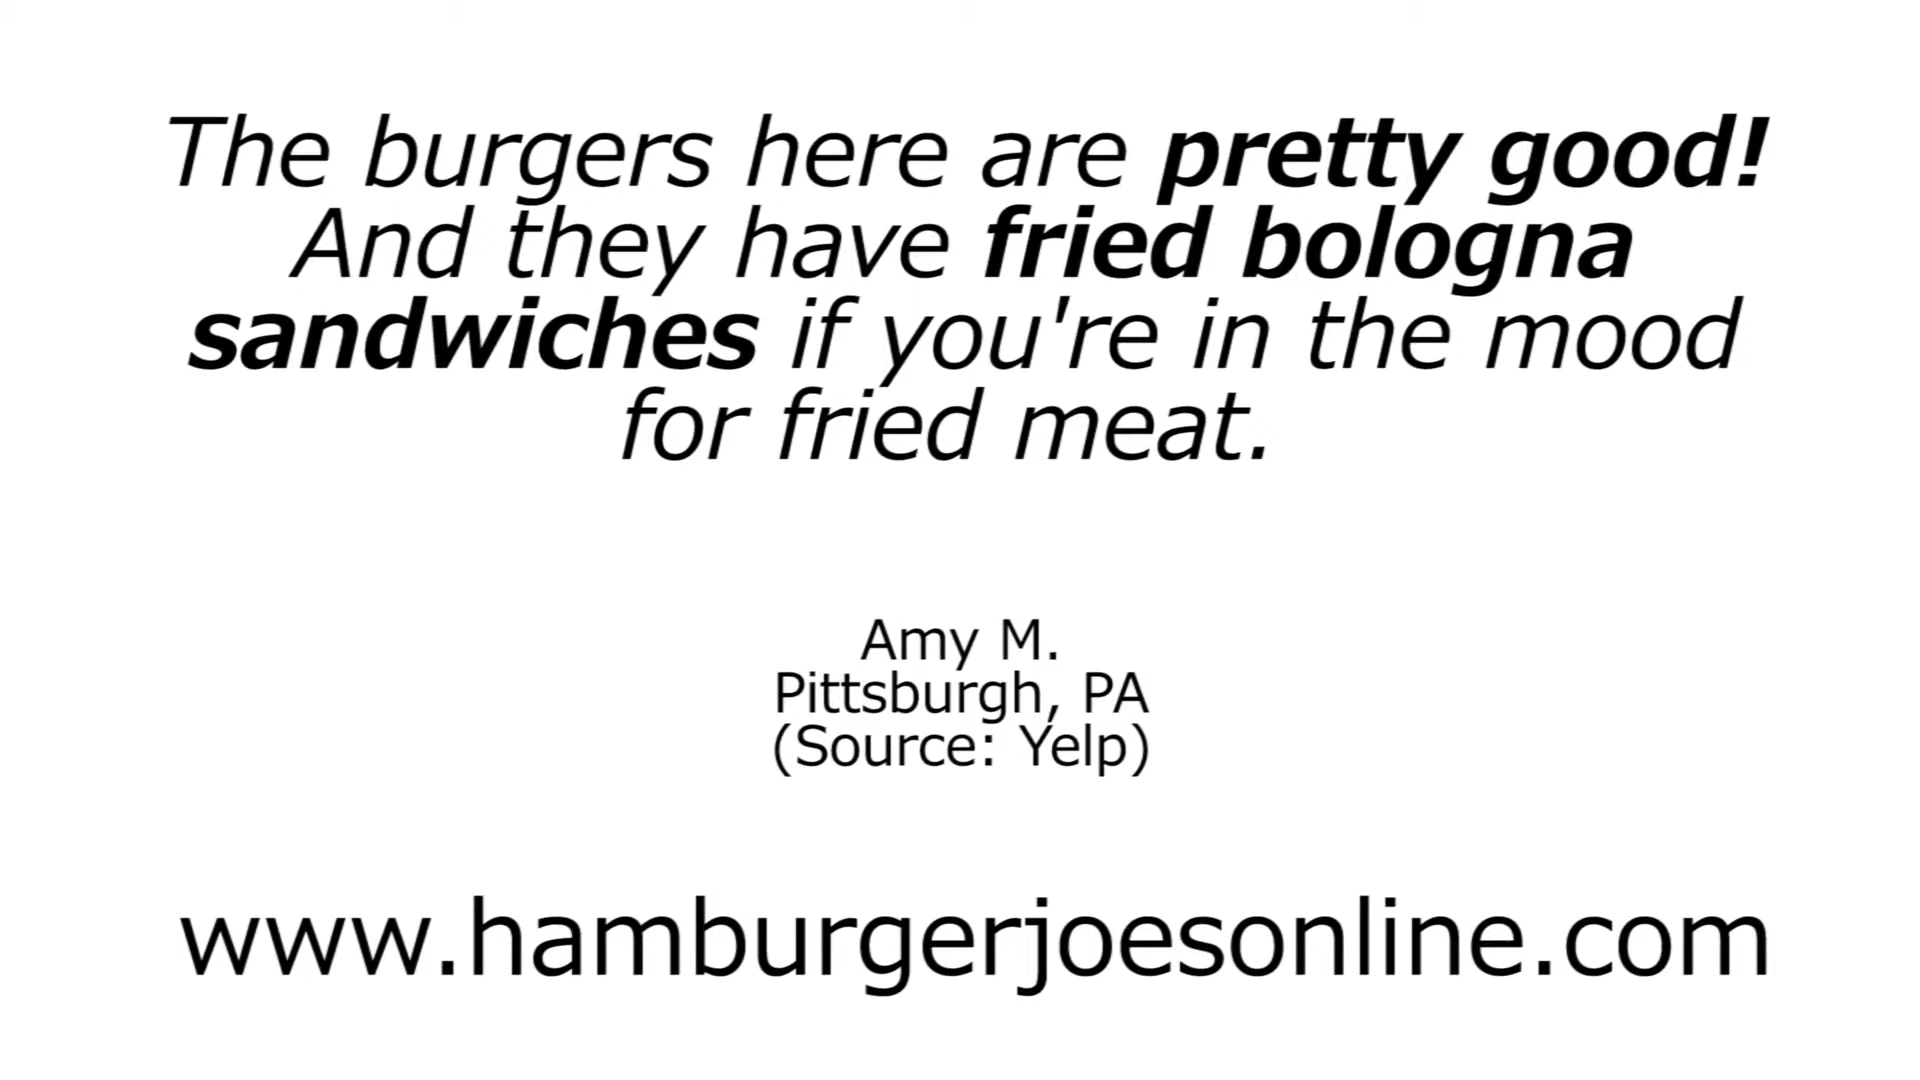 The burgers here are pretty good!
And they have fried bologna
sandwiches if you're in the mood
for fried meat.
Amy M.
Pittsburgh, PA
(Source: Yelp)
www.hamburgerjoesonline.com